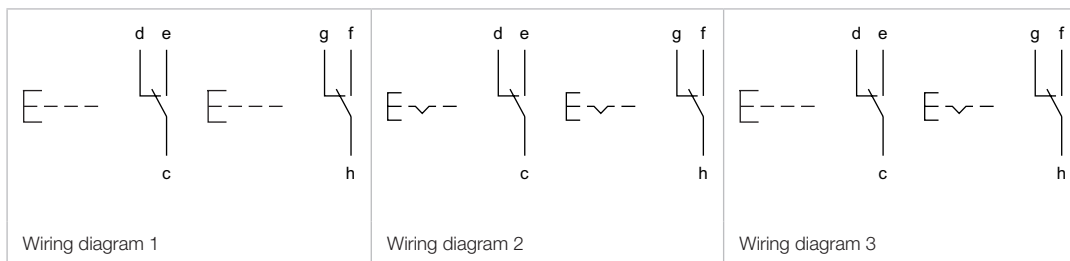 d e g f d e g f d e g f
c h c h c h
Wiring diagram 1 Wiring diagram 2 Wiring diagram 3